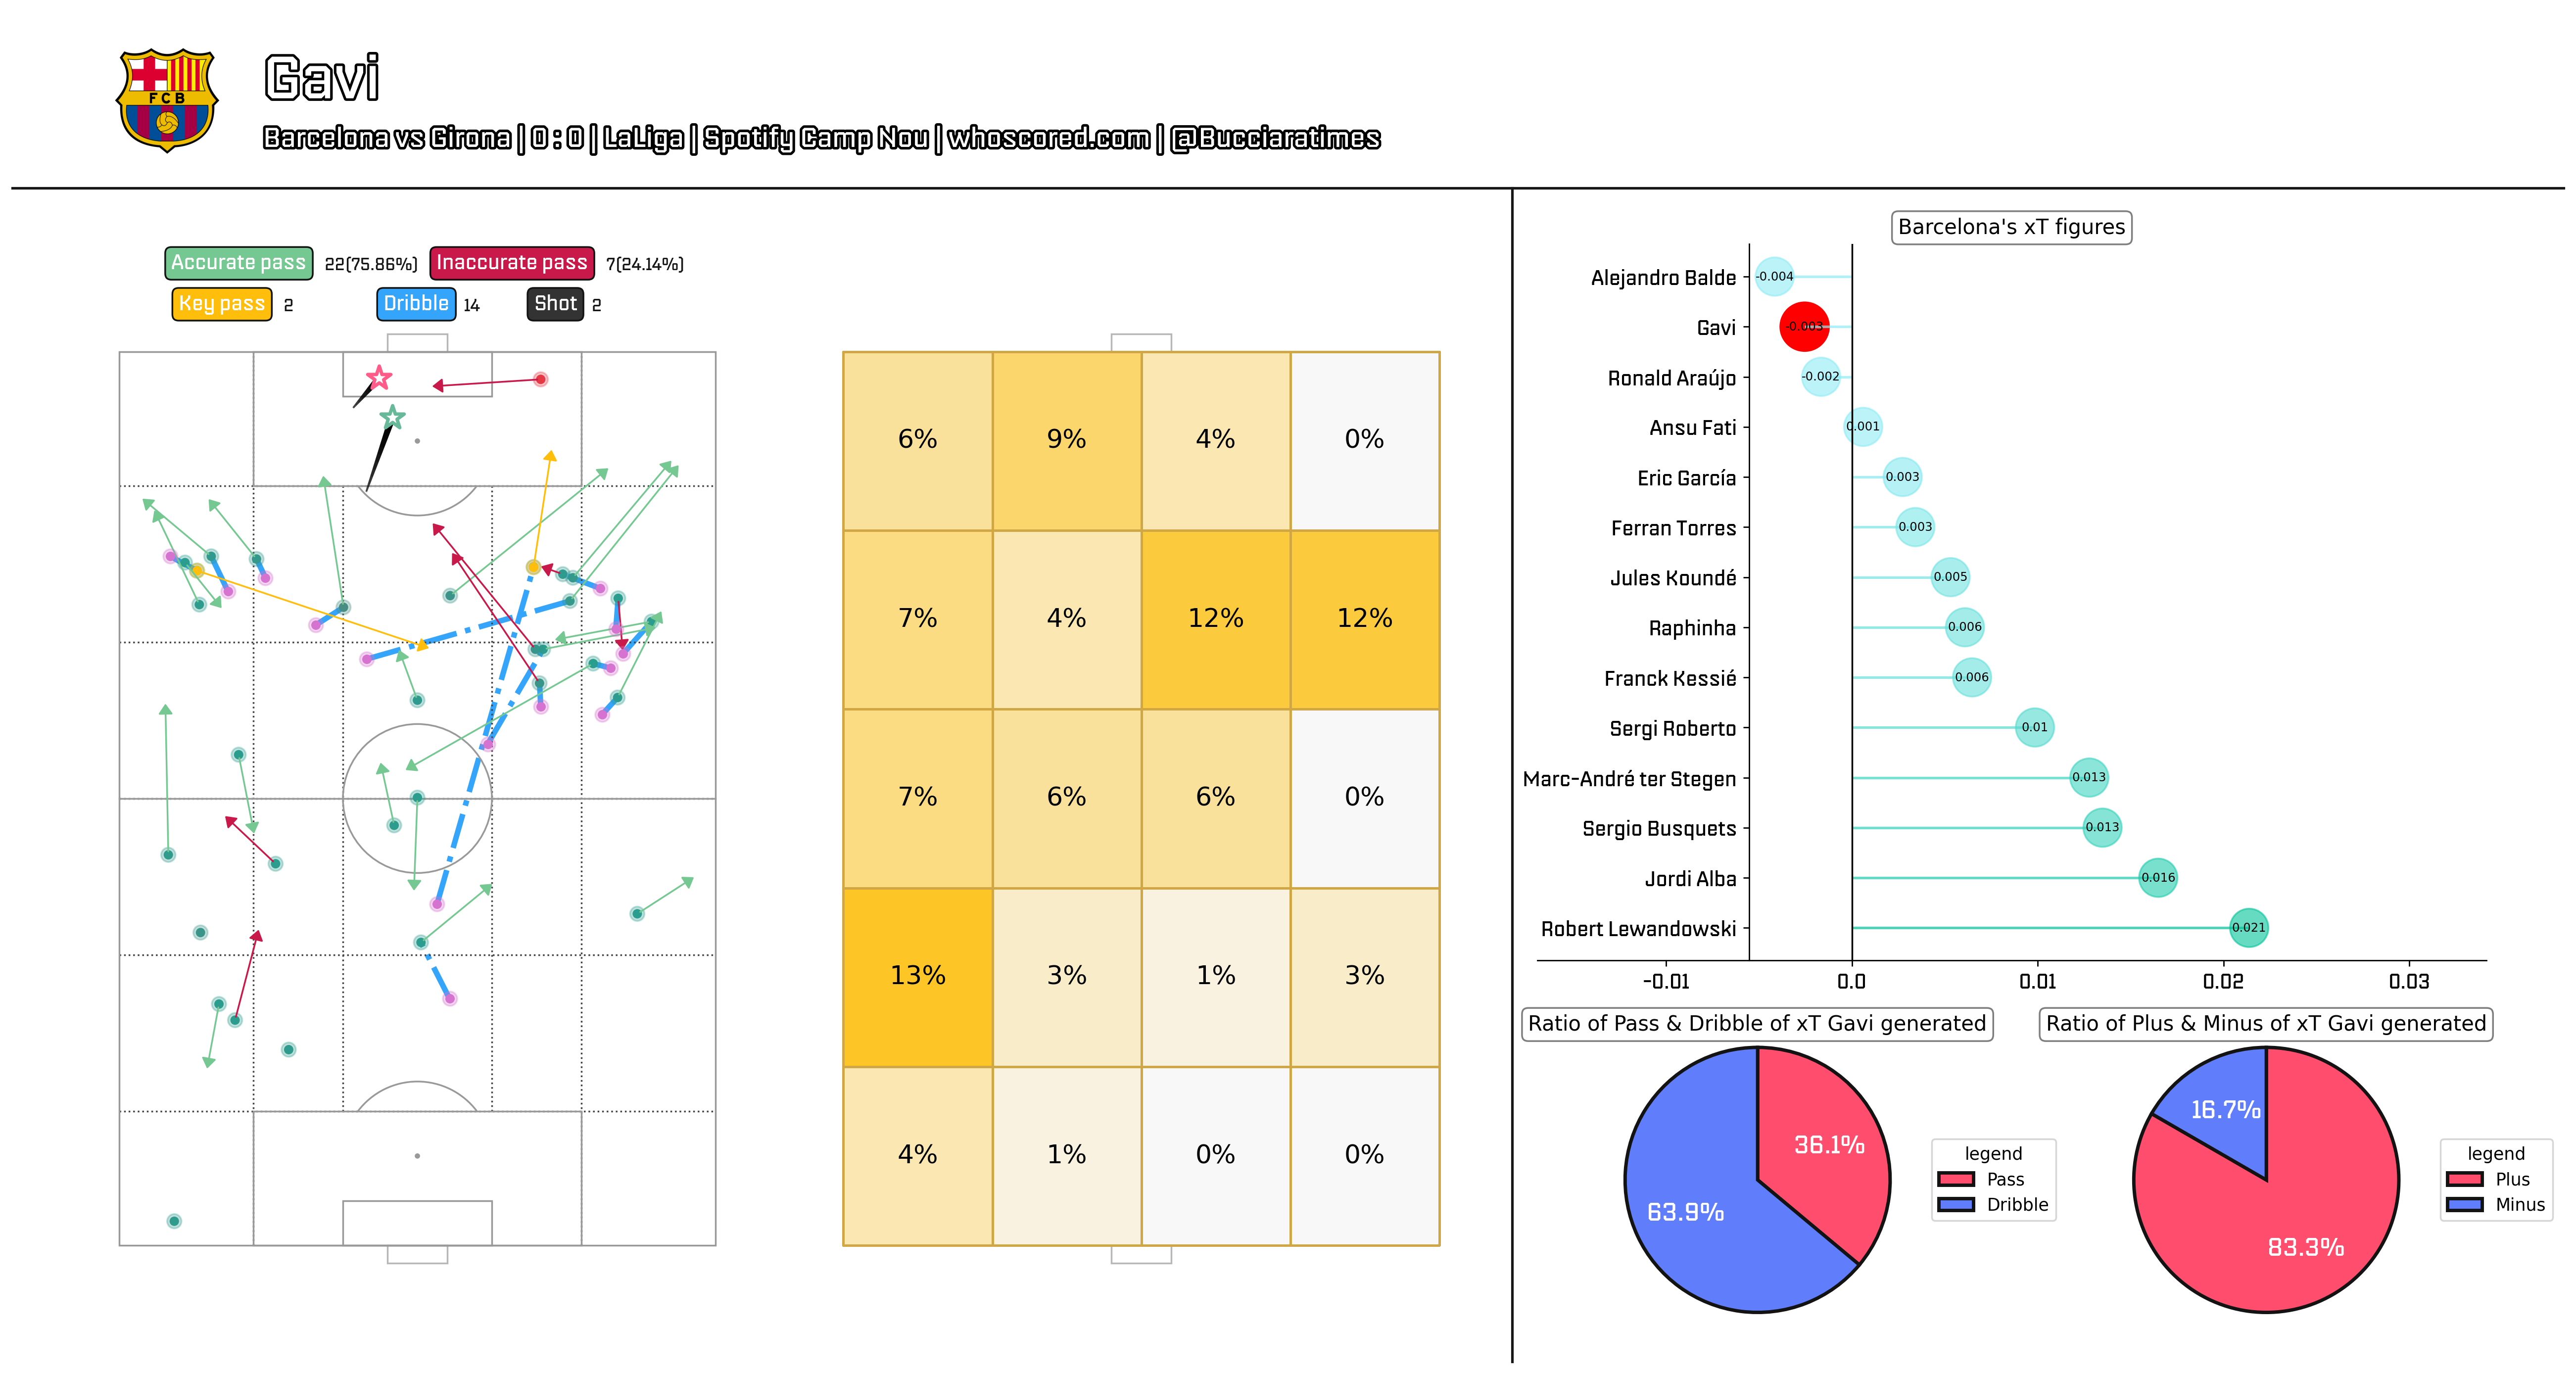 FCB
Gavi
Barcelona vs Girona | 0 : 0 | LaLiga | Spotify Camp Nou | whoscored.com | @Bucciaratimes
Accurate pass 22(75.86%) Inaccurate pass 7(24.14%)
Key pass 2 Dribble 14 Shot 2
6% 9% 4% 0%
7% 4% 12% 12%
7% 6% 6% 0%
13% 3% 1% 3%
4% 1% 0% 0%
Barcelona's xT figures
Alejandro Balde -0.004
Gavi -0.003
Ronald Araújo -0.002
Ansu Fati 0.001
Eric García 0.003
Ferran Torres 0.003
Jules Koundé 0.005
Raphinha 0.006
Franck Kessié 0.006
Sergi Roberto 0.01
Marc-André ter Stegen 0.013
Sergio Busquets 0.013
Jordi Alba 0.016
Robert Lewandowski 0.021
-0.01 0.0 0.01 0.02 0.03
Ratio of Pass & Dribble of xT Gavi generated
36.1%
63.9%
legend
Pass
Dribble
Ratio of Plus & Minus of xT Gavi generated
16.7%
83.3%
legend
Plus
Minus